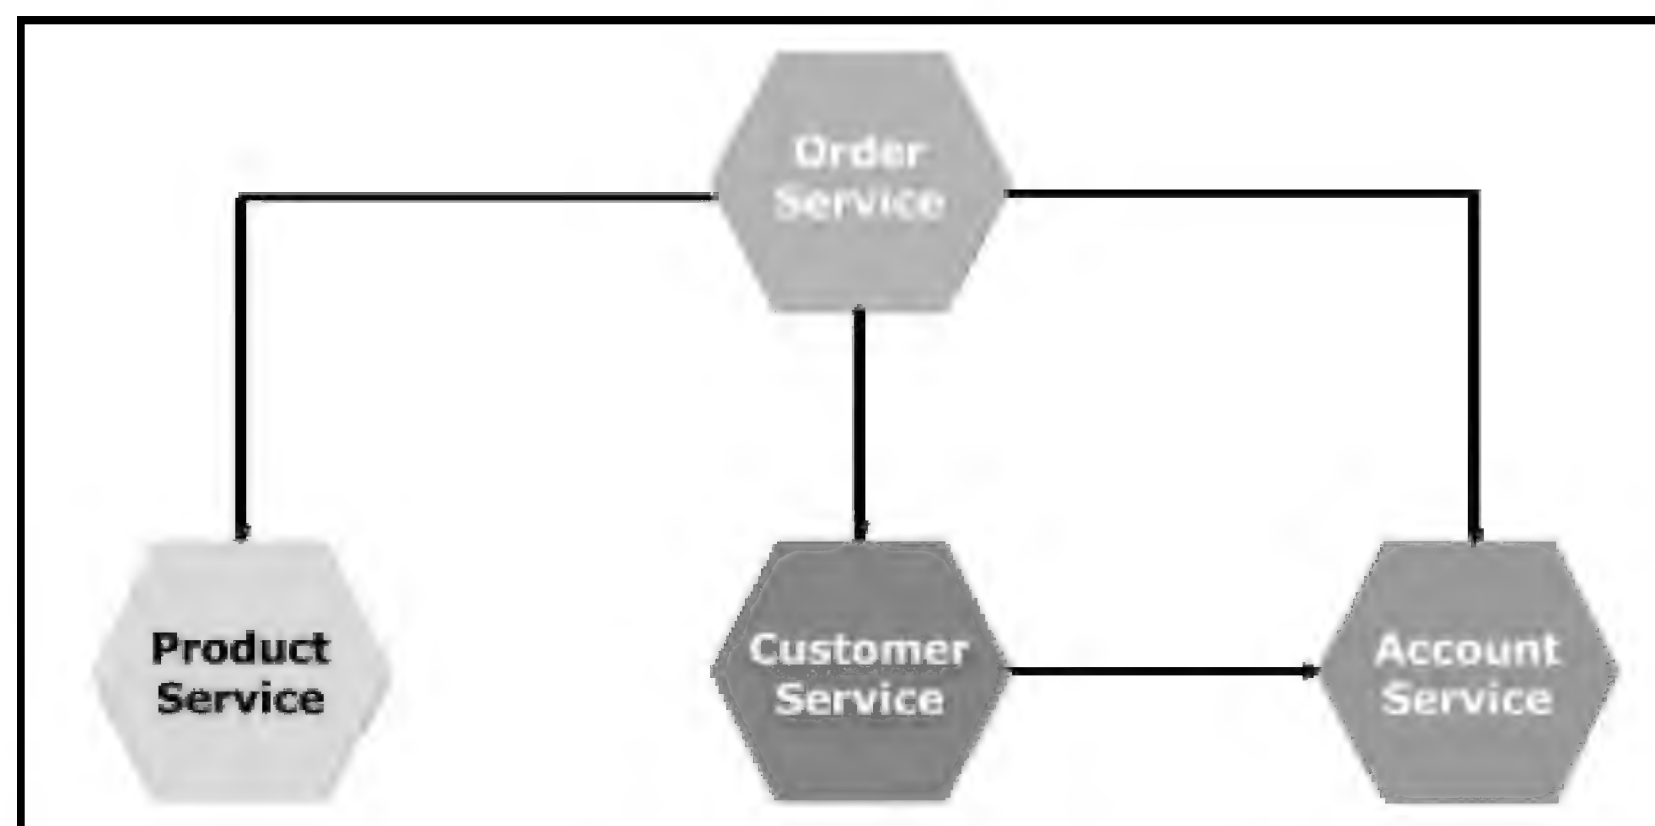 Order
Service
Product
Service
Customer
Service
Account
Service